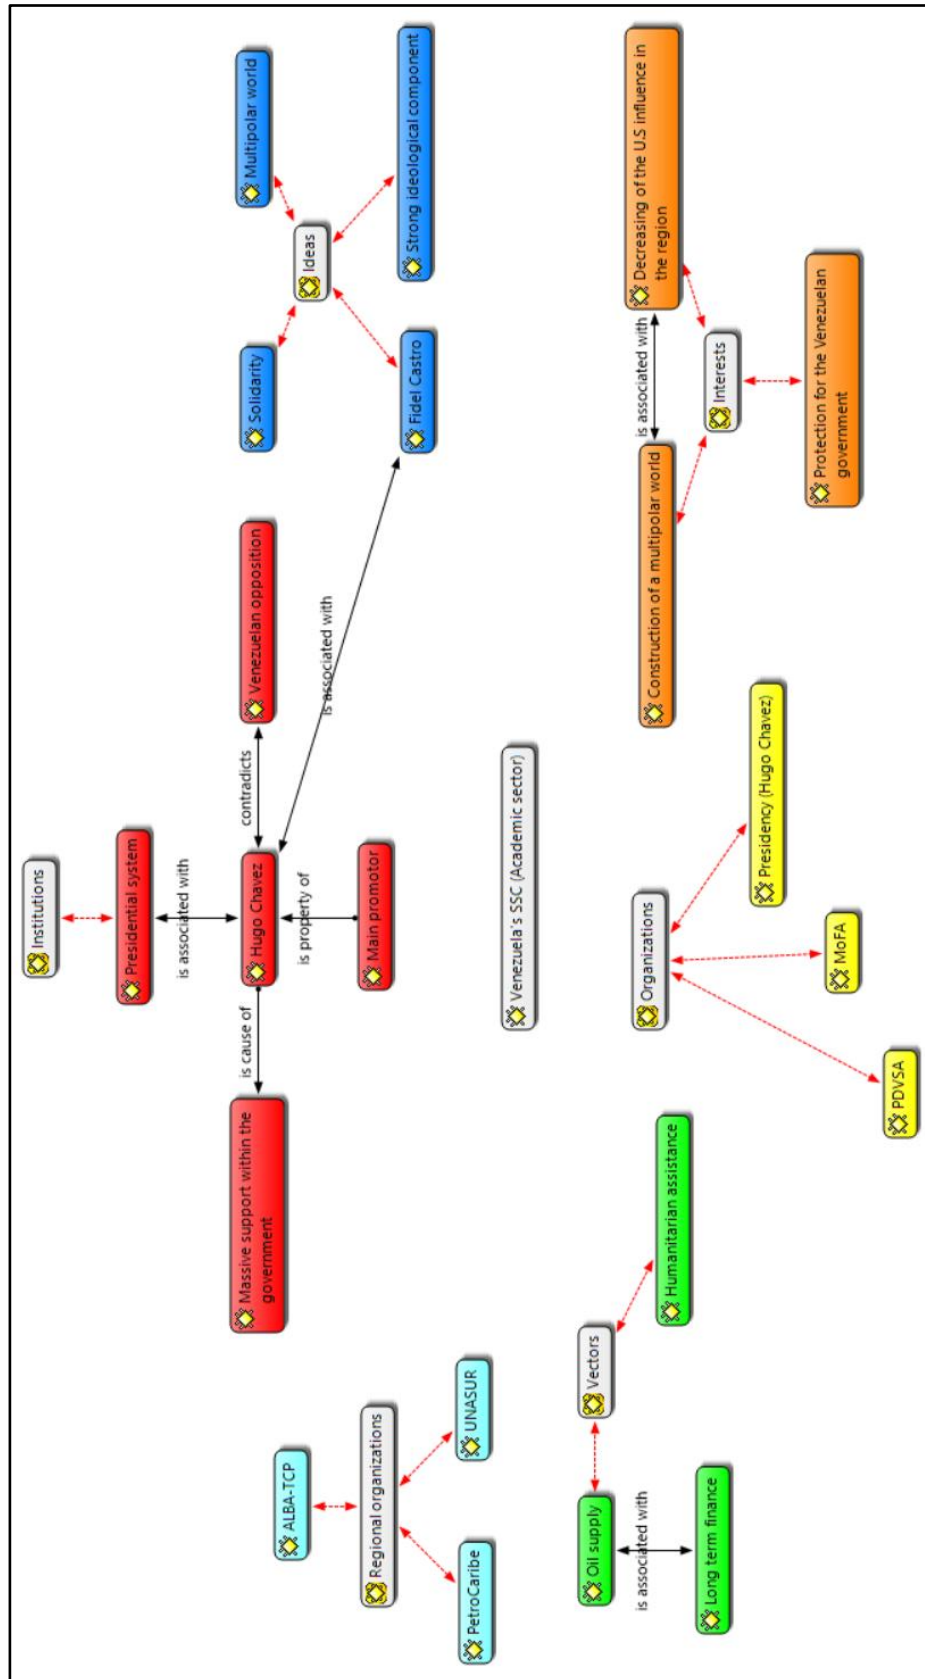 Institutions
Presidential system
is associated with
Massive support within the
government
is cause of
Hugo Chavez
contradicts
Venezuelan opposition
is property of
Main promotor
is associated with
Solidarity
Multipolar world
Ideas
Fidel Castro
Strong ideological component
ALBA-TCP
Regional organizations
PetroCaribe
UNASUR
Venezuela´s SSC (Academic sector)
Oil supply
Vectors
is associated with
Long term finance
Humanitarian assistance
Organizations
PDVSA
MoFA
Presidency (Hugo Chavez)
Construction of a multipolar world
is associated with
Decreasing of the U.S influence in
the region
Interests
Protection for the Venezuelan
government